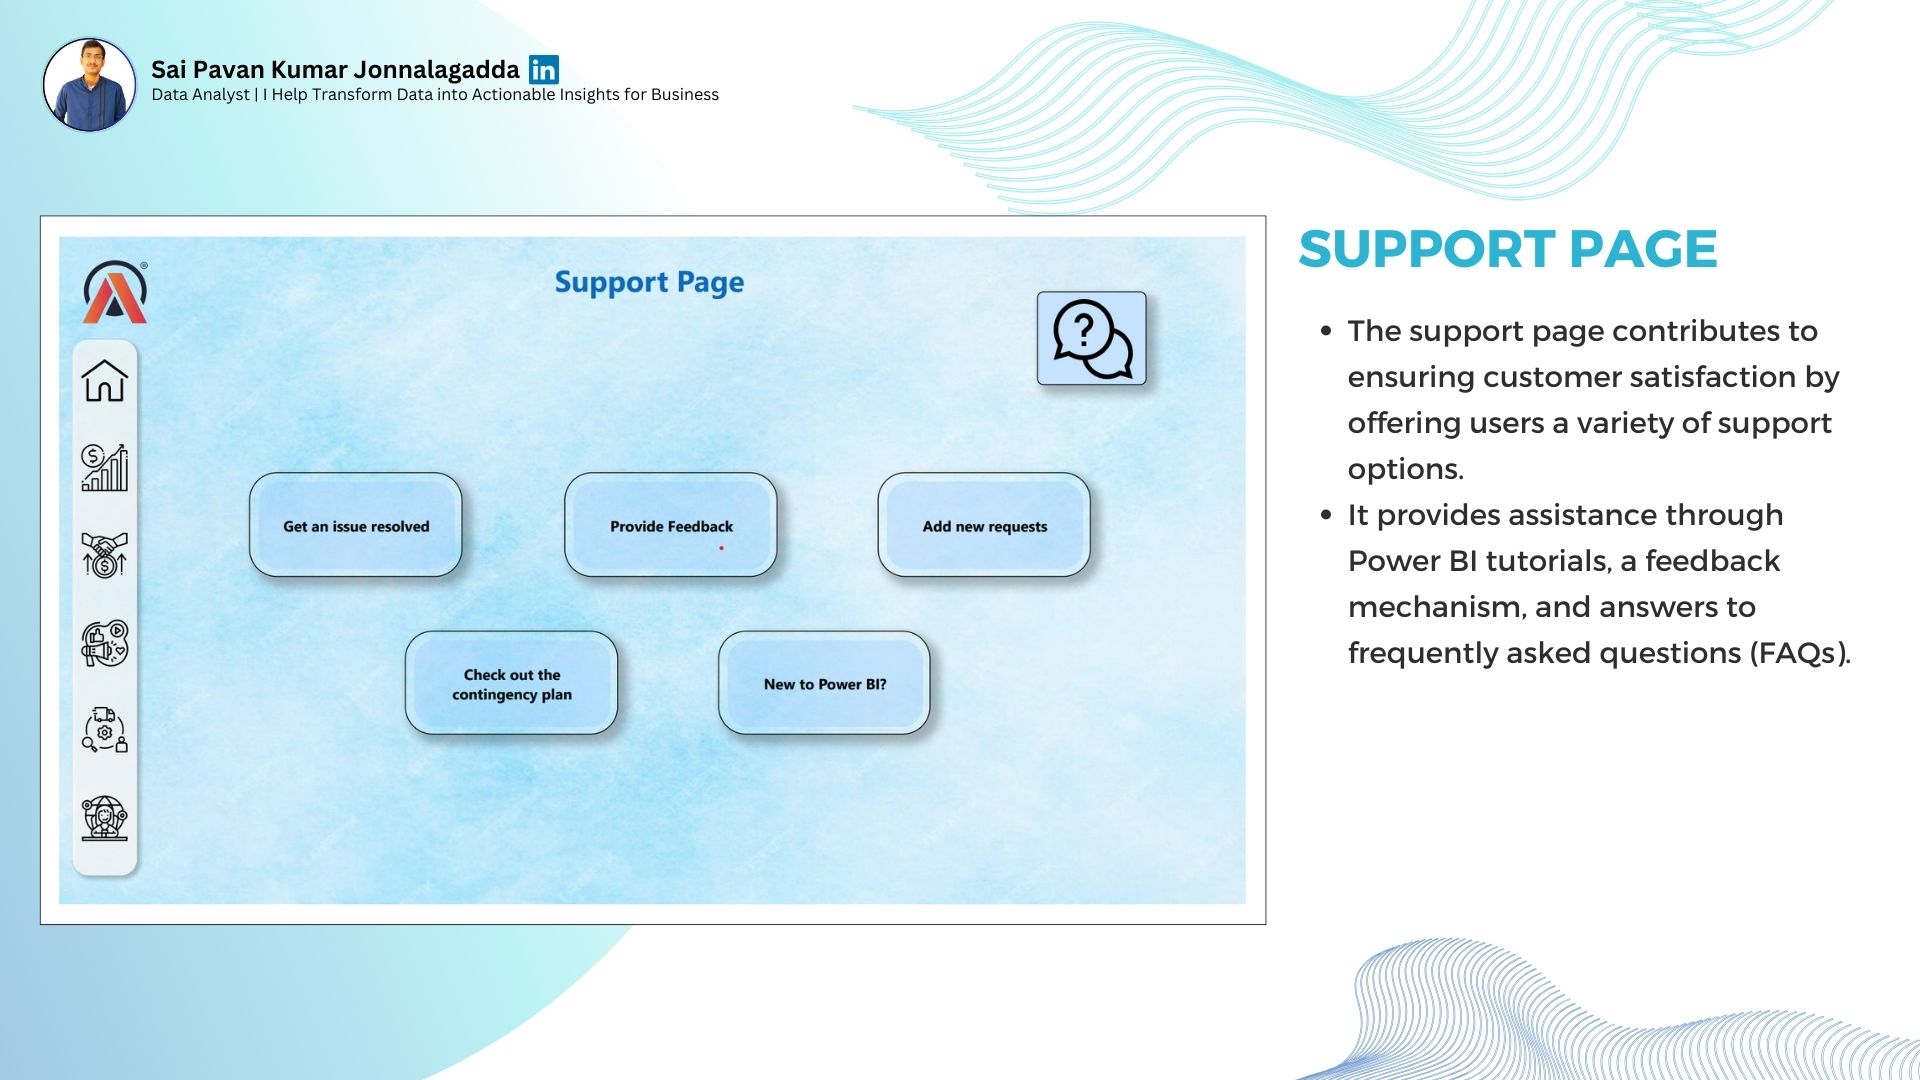 Sai Pavan Kumar Jonnalagadda in
Data Analyst | I Help Transform Data into Actionable Insights for Business
Support Page
Get an issue resolved
Provide Feedback
Add new requests
Check out the
contingency plan
New to Power BI?
SUPPORT PAGE
• The support page contributes to
ensuring customer satisfaction by
offering users a variety of support
options.
• It provides assistance through
Power BI tutorials, a feedback
mechanism, and answers to
frequently asked questions (FAQs).